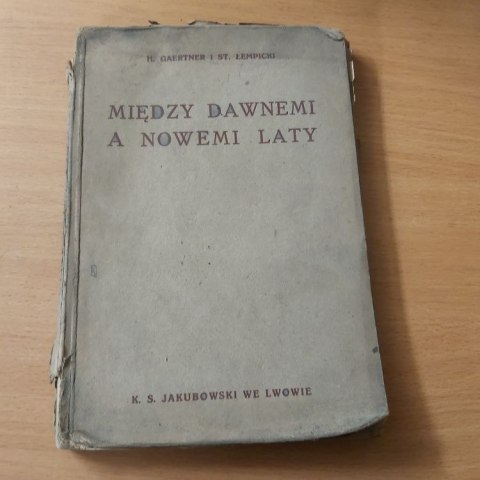 H. GAERTNER I ST. ŁEMPICKI
MIĘDZY DAWNEMI
A NOWEMI LATY
K. S. JAKUBOWSKI WE LWOWIE